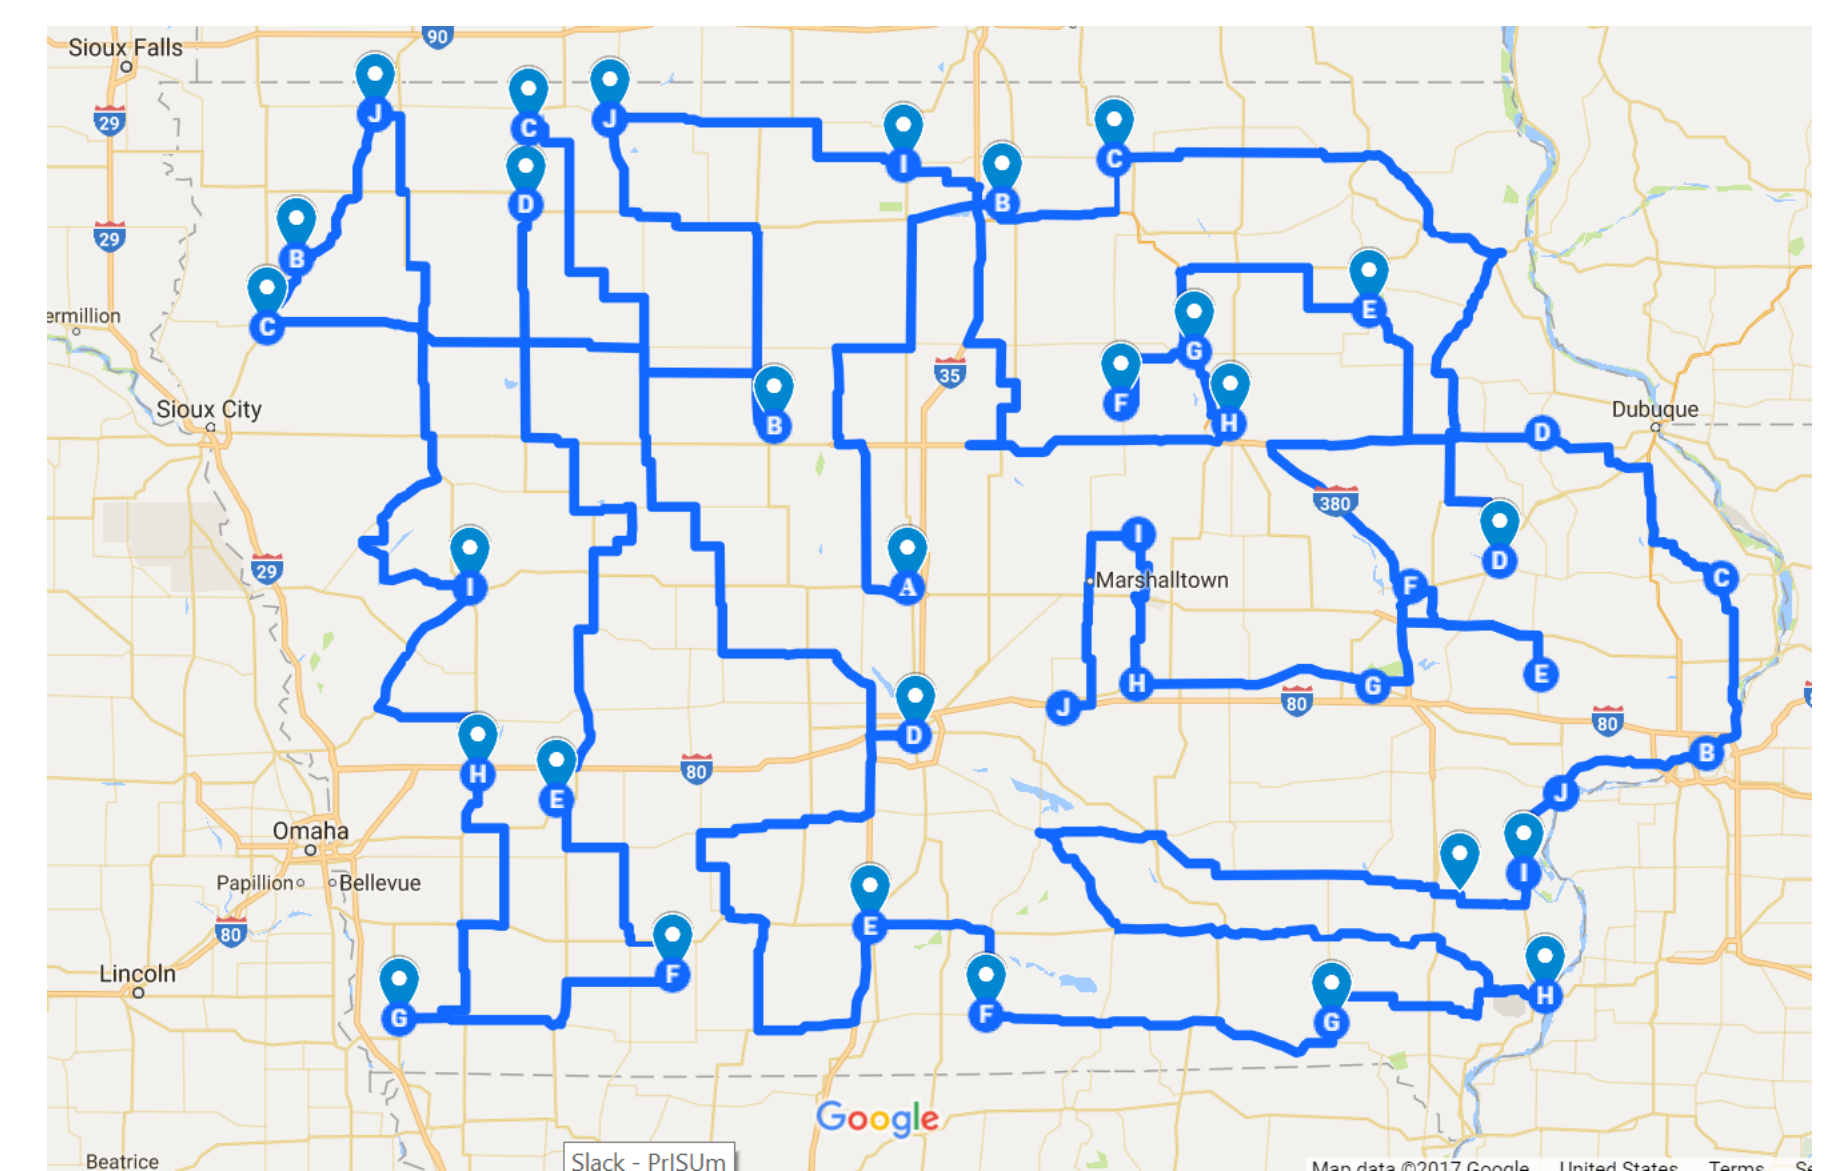 90
Sioux Falls
J
C
J
29
I
C
B
D
29
B
E
ermillion
C
G
35
F
Sioux City
H
Dubuque
B
D
380
I
D
29
I
A
Marshalltown
F
C
H
G
E
J
80
80
D
B
H
80
E
J
Omaha
I
Papillion
Bellevue
80
E
Lincoln
F
H
G
F
G
Google
Slack - PrISUm
Beatrice
Map data ©2017 Google United States Terms